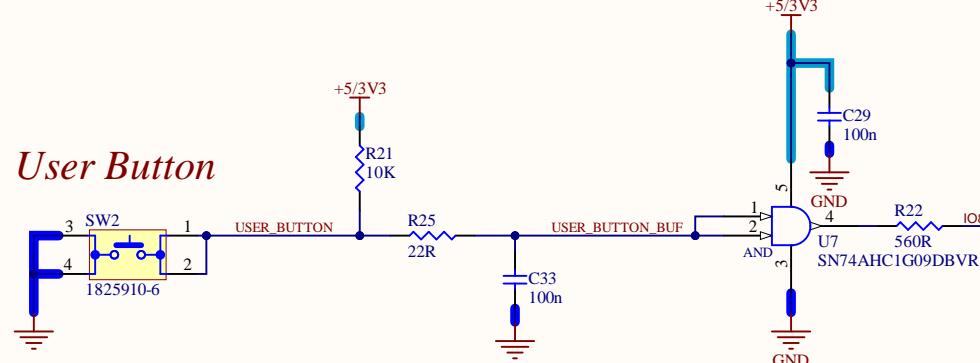 +5/3V3
+5/3V3
C29
100n
User Button
R21
10K
GND
5
SW2
3
1
USER_BUTTON
R25
USER_BUTTON_BUF
1
2
4
R22
22R
560R
AND
U7
SN74AHC1G09DBVR
4
2
3
1825910-6
C33
100n
GND